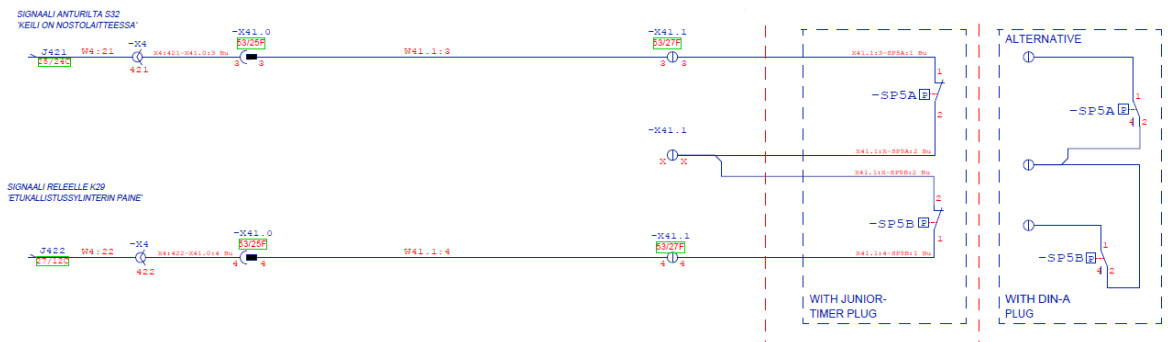 SIGNAALI ANTURILTA S32
'KEILI ON NOSTOLAITTEESSA'
J421
25/24C
W4:21
-X4
421
X4:421-X41.0:3 Bu
-X41.0
53/25F
3 3
W41.1:3
-X41.1
53/27F
3 3
X41.1:3-SP5A:1 Bu
1
-SP5A P
2
ALTERNATIVE
1
-SP5A P
4 2
-X41.1
X X
X41.1:X-SP5A:2 Bu
X41.1:X-SP5B:2 Bu
SIGNAALI RELEELLE K29
'ETUKALLISTUSSYLINTERIN PAINE'
2
-SP5B P
1
1
-SP5B P
4 2
J422
27/12C
W4:22
-X4
422
X4:422-X41.0:4 Bu
-X41.0
53/25F
4 4
W41.1:4
-X41.1
53/27F
4 4
X41.1:4-SP5B:1 Bu
WITH JUNIOR-
TIMER PLUG
WITH DIN-A
PLUG